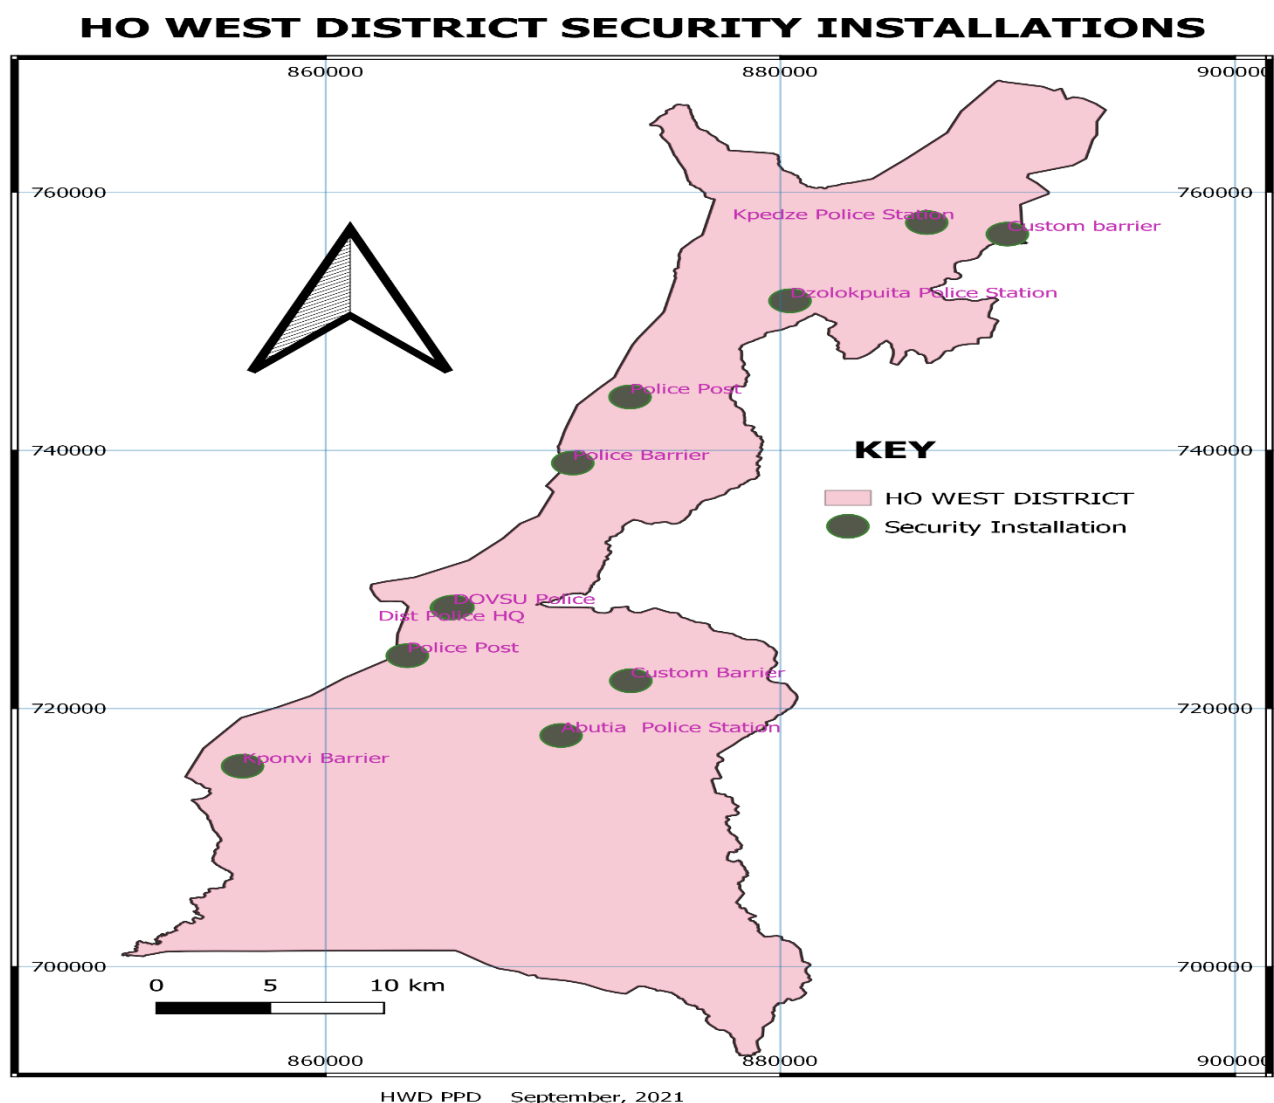 HO WEST DISTRICT SECURITY INSTALLATIONS
860000 880000 900000
760000 760000
Kpedze Police Station
Custom barrier
Dzolokpuita Police Station
Police Post
740000 740000
Police Barrier
KEY
HO WEST DISTRICT
Security Installation
DOVSU Police
Dist Police HQ
Police Post
Custom Barrier
720000 720000
Abutia  Police Station
Kponvi Barrier
700000 700000
0 5 10 km
860000 880000 900000
HWD PPD September, 2021